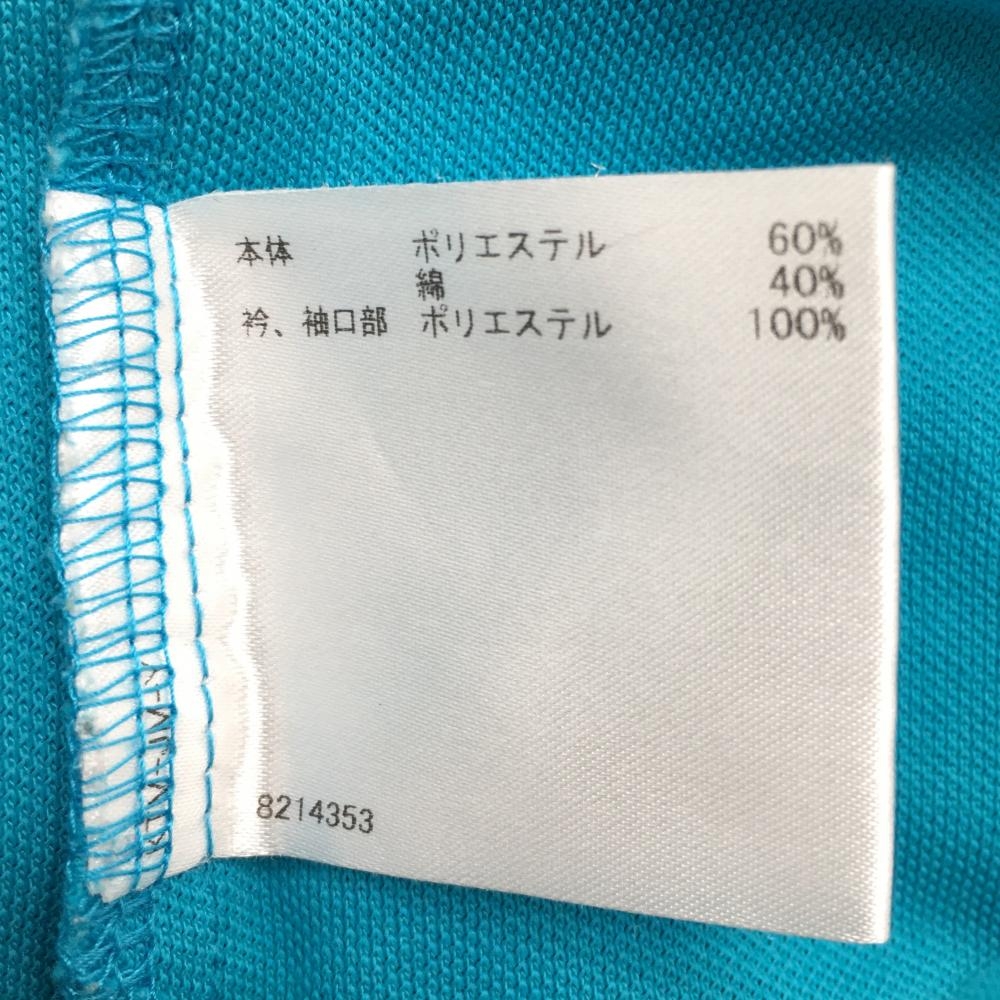 本体 ポリエステル 60%
綿 40%
衿、袖口部 ポリエステル 100%
8214353